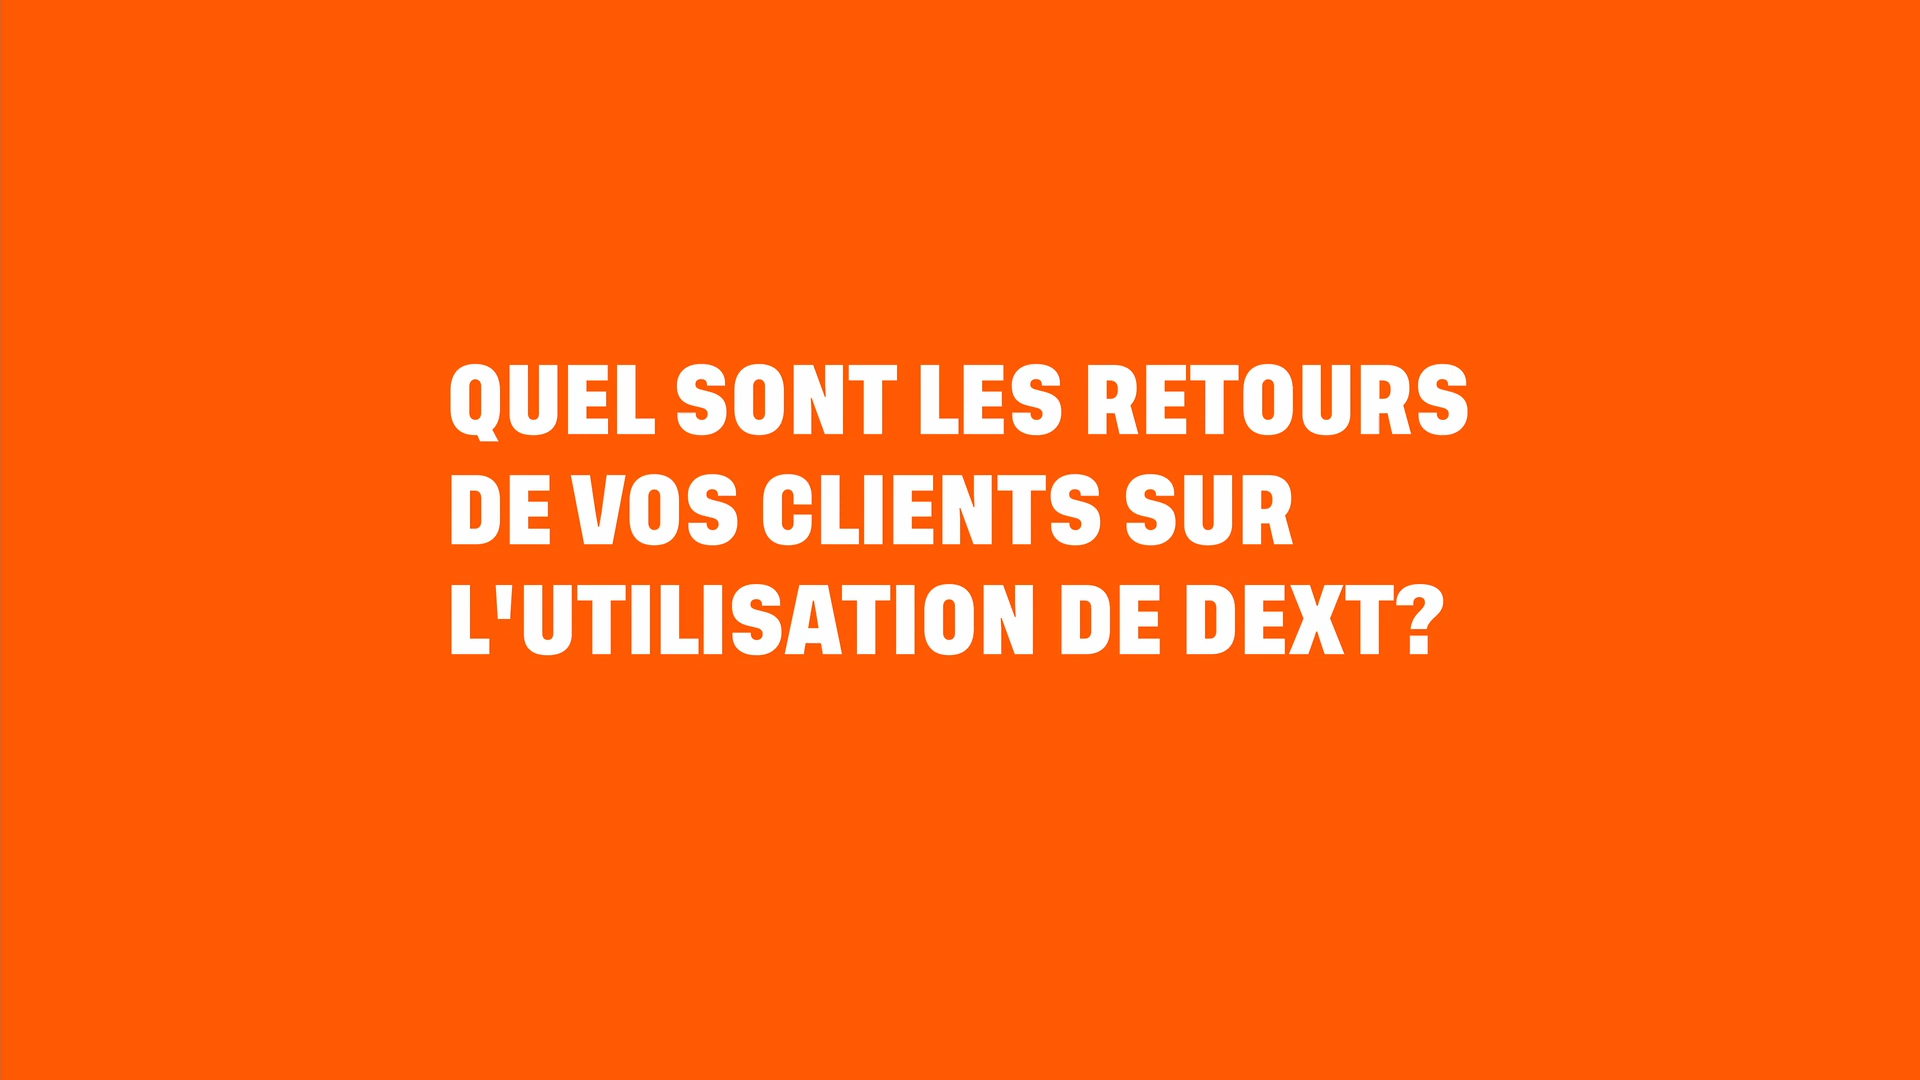 QUEL SONT LES RETOURS
DE VOS CLIENTS SUR
L'UTILISATION DE DEXT?